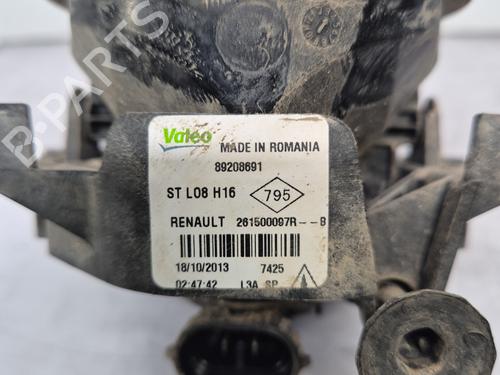 B-PARTS
Valeo MADE IN ROMANIA
89208691
ST L08 H16 795
RENAULT 261500097R--B
18/10/2013 7425
02:47:42 L3A SP